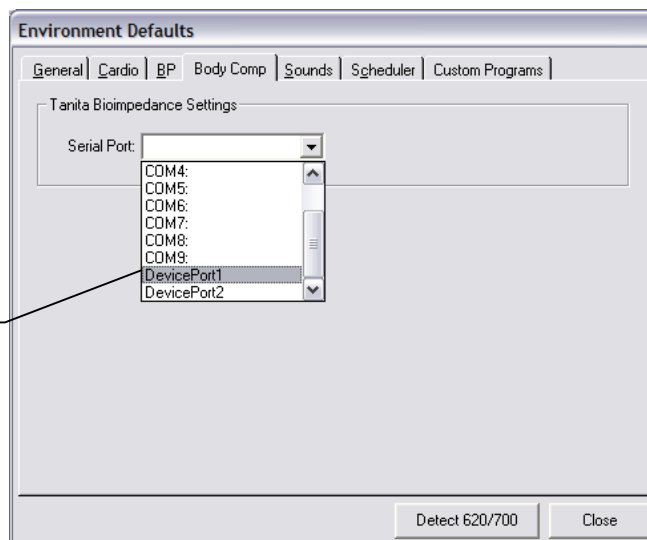 Environment Defaults
General Cardio BP Body Comp Sounds Scheduler Custom Programs
Tanita Bioimpedance Settings
Serial Port:
COM4:
COM5:
COM6:
COM7:
COM8:
COM9:
DevicePort1
DevicePort2
Detect 620/700 Close